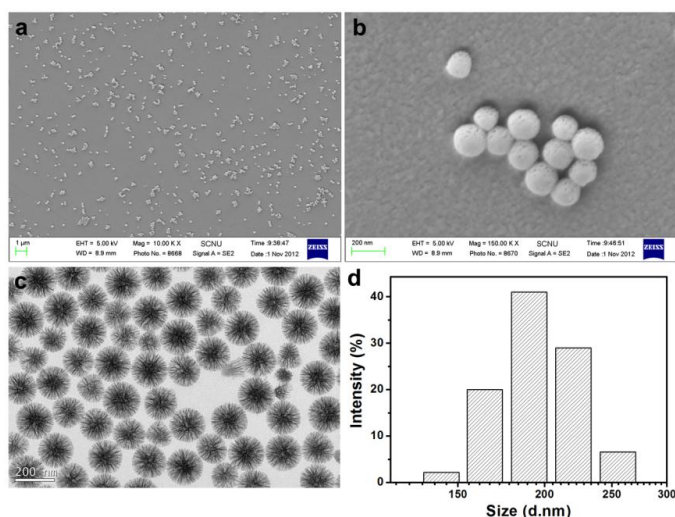 a
1 µm
EHT = 5.00 kV
Mag = 10.00 K X
SCNU
Time :9:38:47
WD = 8.9 mm
Photo No. = 8668
Signal A = SE2
Date :1 Nov 2012
ZEISS
b
200 nm
EHT = 5.00 kV
Mag = 150.00 K X
SCNU
Time :9:46:51
WD = 8.9 mm
Photo No. = 8670
Signal A = SE2
Date :1 Nov 2012
ZEISS
c
200 nm
d
Intensity (%)
40
30
20
10
0
150
200
250
300
Size (d.nm)